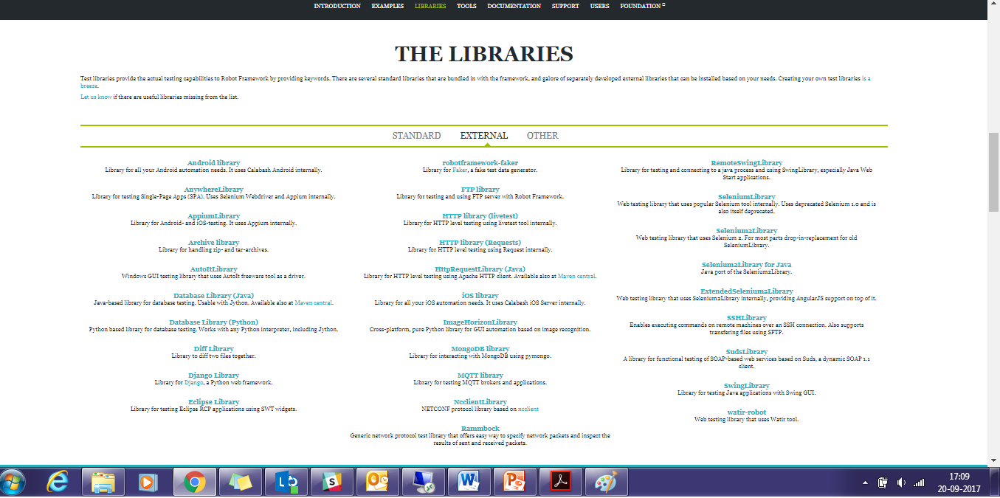 INTRODUCTION EXAMPLES LIBRARIES TOOLS DOCUMENTATION SUPPORT USERS FOUNDATION
THE LIBRARIES
Test libraries provide the actual testing capabilities to Robot Framework by providing keywords. There are several standard libraries that are bundled in with the framework, and galore of separately developed external libraries that can be installed based on your needs. Creating your own test libraries is a
breeze.
Let us know if there are useful libraries missing from the list.
STANDARD EXTERNAL OTHER
Android library
Library for all your Android automation needs. It uses Calabash Android internally.
AnywhereLibrary
Library for testing Single-Page Apps (SPA). Uses Selenium Webdriver and Appium internally.
AppiumLibrary
Library for Android- and iOS-testing. It uses Appium internally.
Archive library
Library for handling zip- and tar-archives.
AutoItLibrary
Windows GUI testing library that uses AutoIt freeware tool as a driver.
Database Library (Java)
Java-based library for database testing. Usable with Jython. Available also at Maven central.
Database Library (Python)
Python based library for database testing. Works with any Python interpreter, including Jython.
Diff Library
Library to diff two files together.
Django Library
Library for Django, a Python web framework.
Eclipse Library
Library for testing Eclipse RCP applications using SWT widgets.
robotframework-faker
Library for Faker, a fake test data generator.
FTP library
Library for testing and using FTP server with Robot Framework.
HTTP library (livetest)
Library for HTTP level testing using livetest tool internally.
HTTP library (Requests)
Library for HTTP level testing using Request internally.
HttpRequestLibrary (Java)
Library for HTTP level testing using Apache HTTP client. Available also at Maven central.
iOS library
Library for all your iOS automation needs. It uses Calabash iOS Server internally.
ImageHorizonLibrary
Cross-platform, pure Python library for GUI automation based on image recognition.
MongoDB library
Library for interacting with MongoDB using pymongo.
MQTT library
Library for testing MQTT brokers and applications.
NcclientLibrary
NETCONF protocol library based on ncclient
Rammbock
Generic network protocol test library that offers easy way to specify network packets and inspect the
results of sent and received packets.
RemoteSwingLibrary
Library for testing and connecting to a java process and using SwingLibrary, especially Java Web
Start applications.
SeleniumLibrary
Web testing library that uses popular Selenium tool internally. Uses deprecated Selenium 1.0 and is
also itself deprecated.
Selenium2Library
Web testing library that uses Selenium 2. For most parts drop-in-replacement for old
SeleniumLibrary.
Selenium2Library for Java
Java port of the Selenium2Library.
ExtendedSelenium2Library
Web testing library that uses Selenium2Library internally, providing AngularJS support on top of it.
SSHLibrary
Enables executing commands on remote machines over an SSH connection. Also supports
transfering files using SFTP.
SudsLibrary
A library for functional testing of SOAP-based web services based on Suds, a dynamic SOAP 1.1
client.
SwingLibrary
Library for testing Java applications with Swing GUI.
watir-robot
Web testing library that uses Watir tool.
17:09
20-09-2017